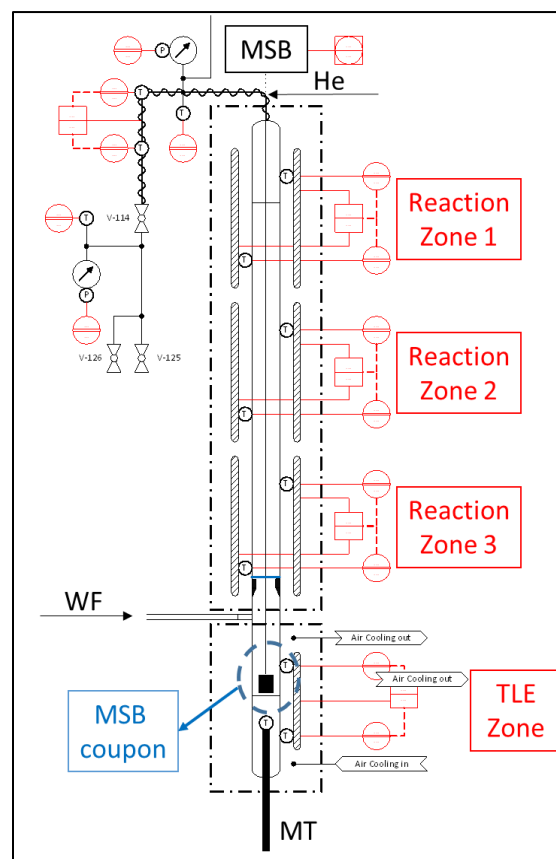 MSB
He
P
T
T
T
T
V-114
T
P
V-126
V-125
T
T
Reaction
Zone 1
T
T
Reaction
Zone 2
T
T
Reaction
Zone 3
WF
Air Cooling out
T
Air Cooling out
MSB
coupon
TLE
Zone
T
T
Air Cooling in
MT